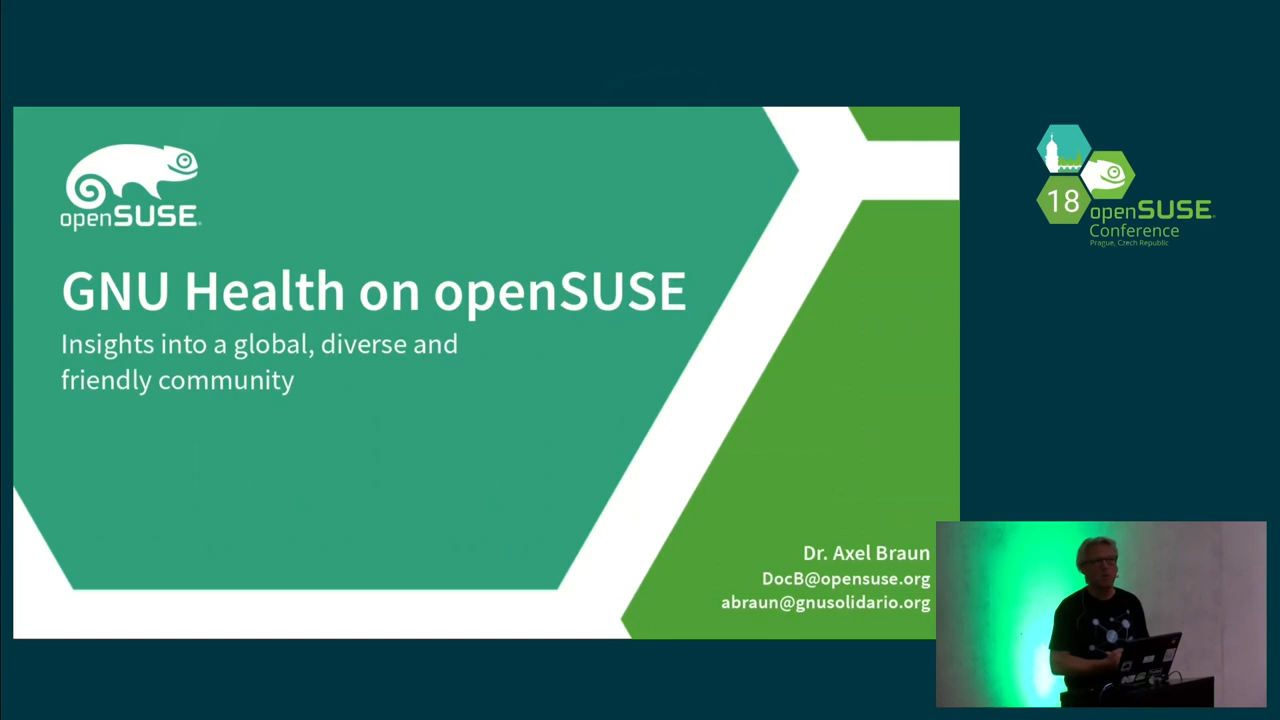 openSUSE
GNU Health on openSUSE
Insights into a global, diverse and
friendly community
Dr. Axel Braun
DocB@opensuse.org
abraun@gnusolidario.org
18
openSUSE
Conference
Prague, Czech Republic